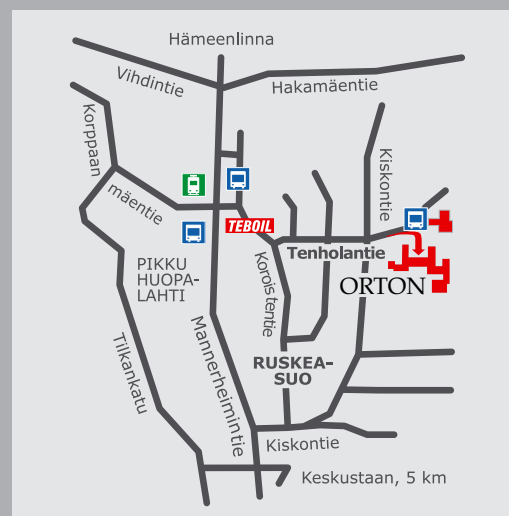 Hämeenlinna
Vihdintie
Hakamäentie
Korppaan
mäentie
Kiskontie
TEBOIL
Tenholantie
PIKKU
HUOPA-
LAHTI
Koroistentie
ORTON
Tilkankatu
Mannerheimintie
RUSKEA-
SUO
Kiskontie
Keskustaan, 5 km